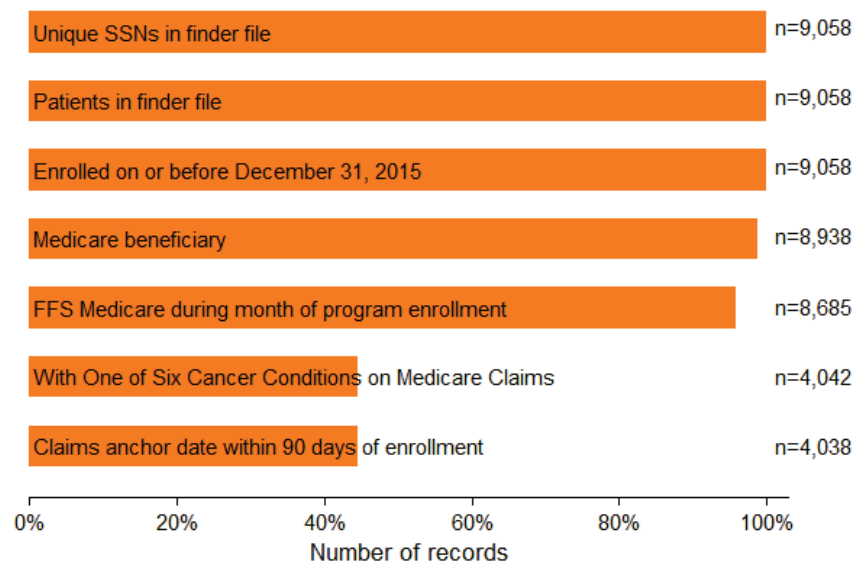 Unique SSNs in finder file n=9,058
Patients in finder file n=9,058
Enrolled on or before December 31, 2015 n=9,058
Medicare beneficiary n=8,938
FFS Medicare during month of program enrollment n=8,685
With One of Six Cancer Conditions on Medicare Claims n=4,042
Claims anchor date within 90 days of enrollment n=4,038
0% 20% 40% 60% 80% 100%
Number of records